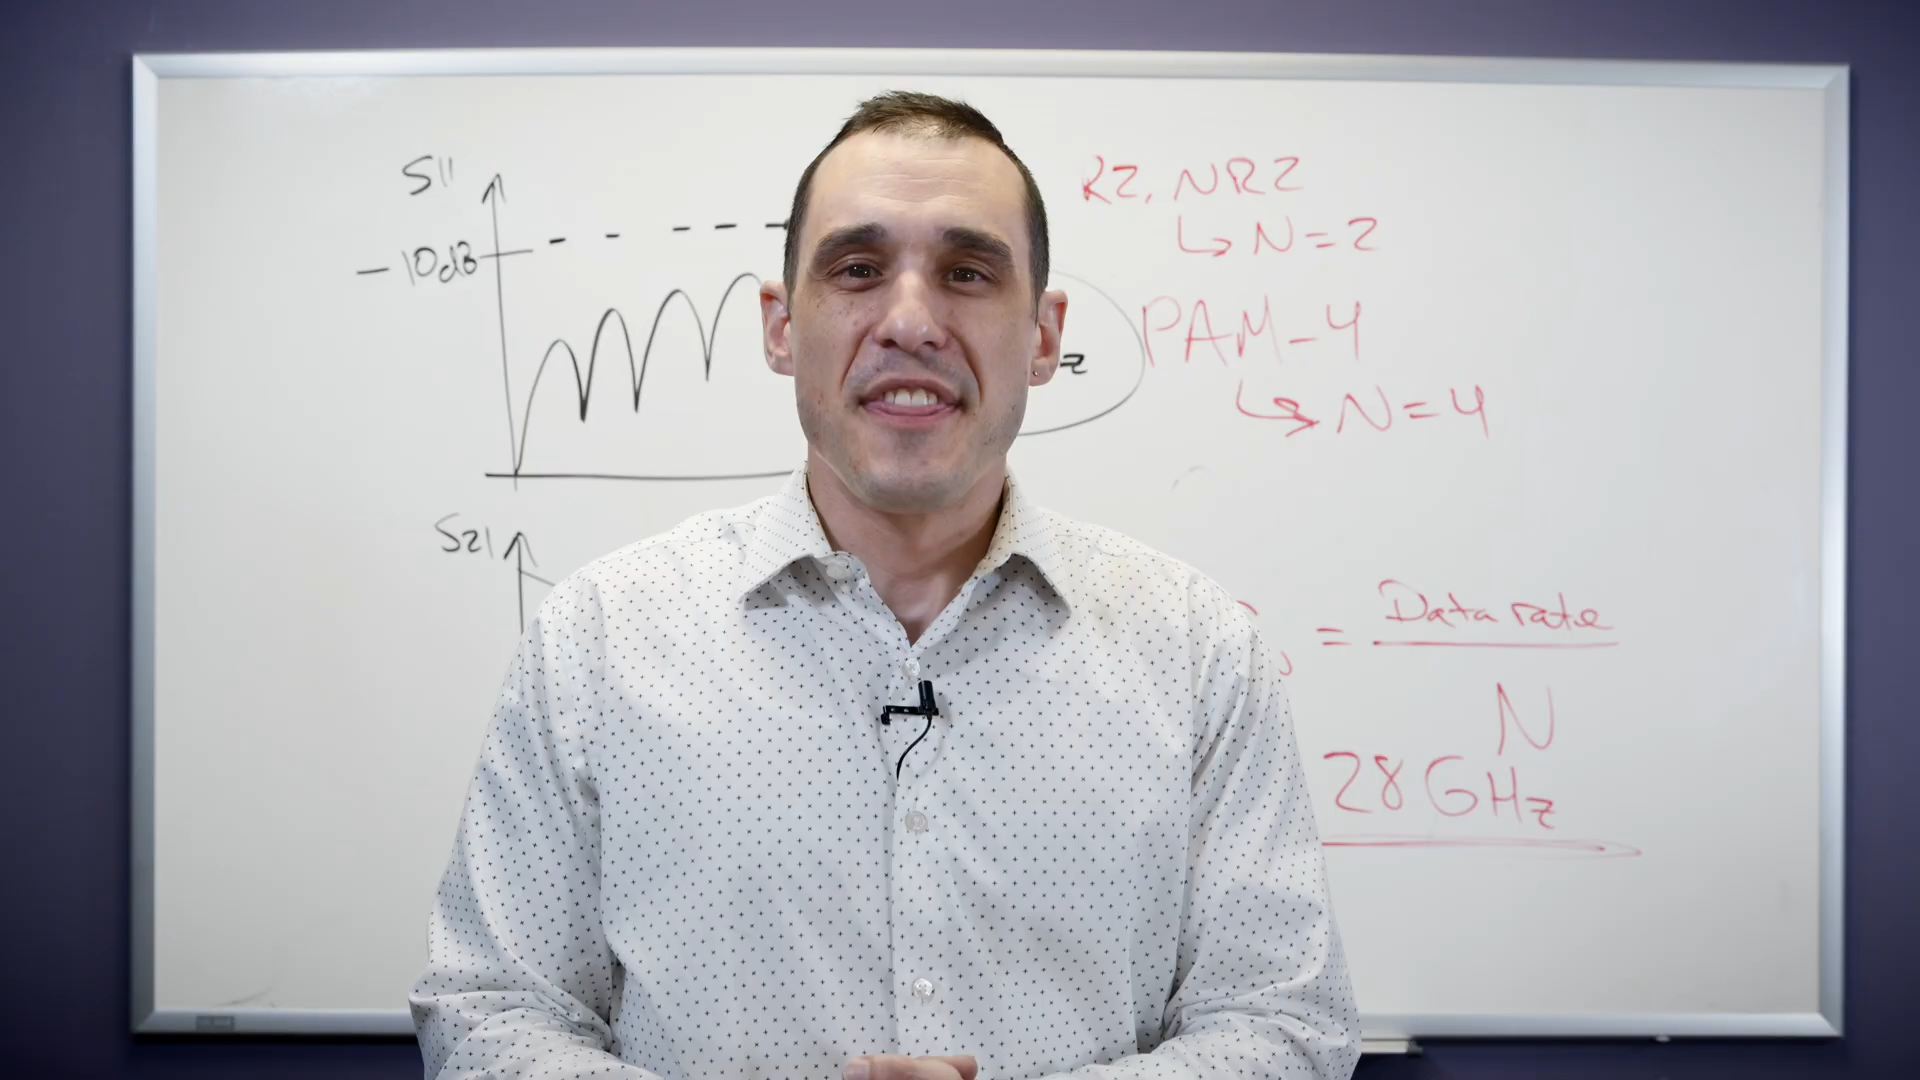 S11
-10dB
RZ, NRZ
↳ N=2
PAM-4
↳ N=4
S21
= Data rate
N
28 GHz